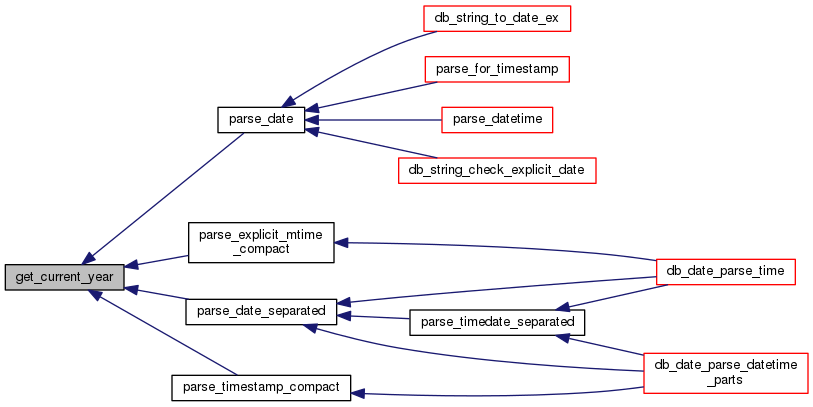 db_string_to_date_ex
parse_for_timestamp
parse_date
parse_datetime
db_string_check_explicit_date
parse_explicit_mtime
_compact
get_current_year
db_date_parse_time
parse_date_separated
parse_timedate_separated
db_date_parse_datetime
_parts
parse_timestamp_compact